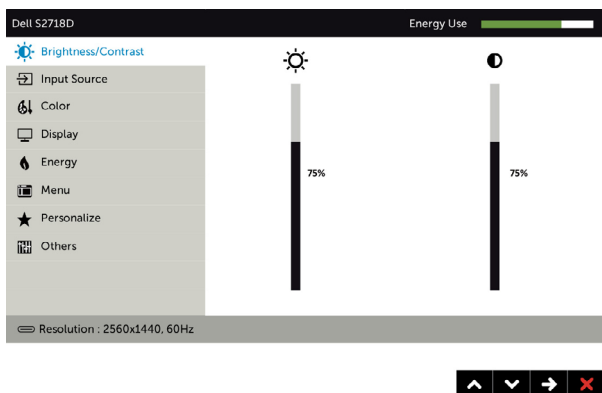 Dell S2718D
Energy Use
Brightness/Contrast
Input Source
Color
Display
Energy
Menu
Personalize
Others
75%
75%
Resolution : 2560x1440, 60Hz